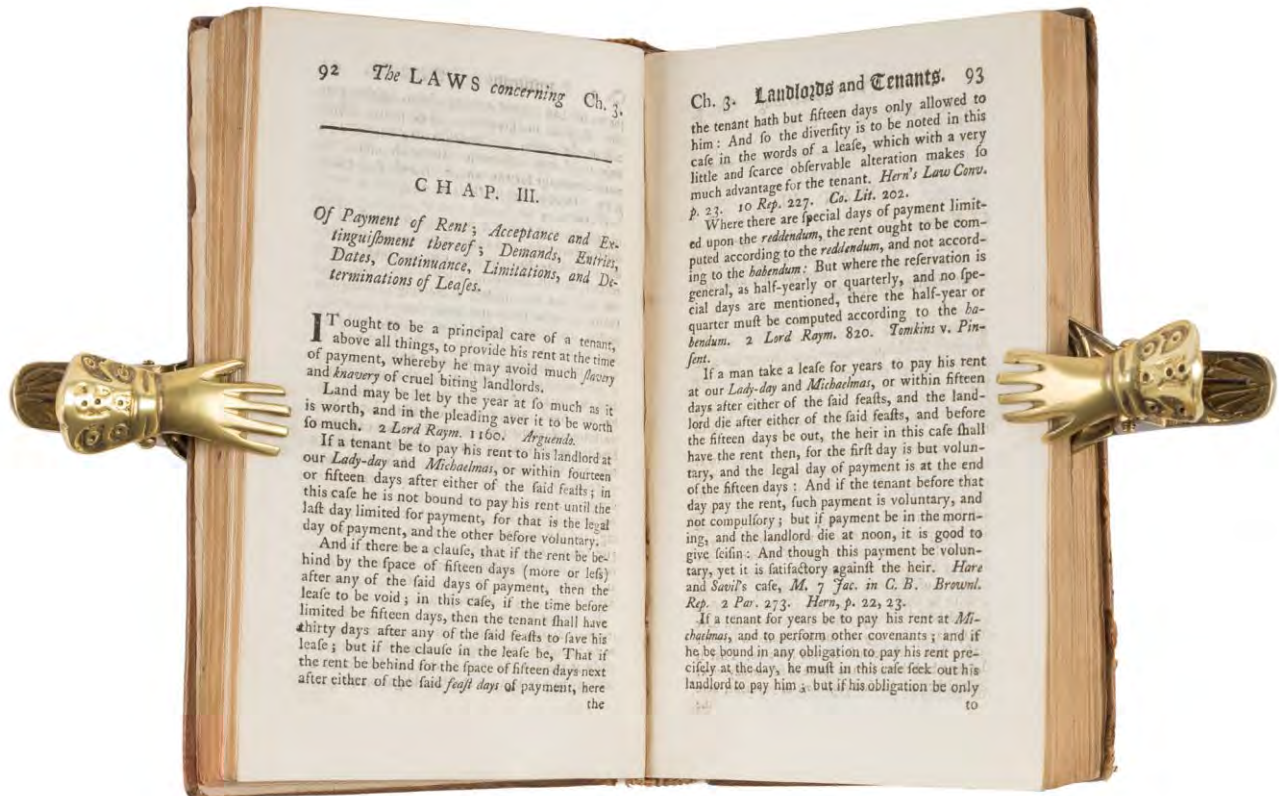 92 The LAWS concerning Ch. 3.
CHAP. III.
Of Payment of Rent; Acceptance and Ex-
tinguiſhment thereof; Demands, Entries,
Dates, Continuance, Limitations, and De-
terminations of Leaſes.
IT ought to be a principal care of a tenant,
above all things, to provide his rent at the time
of payment, whereby he may avoid much ſlavery
and knavery of cruel biting landlords.
Land may be let by the year at ſo much as it
is worth, and in the pleading aver it to be worth
ſo much. 2 Lord Raym. 1160. Arguendo.
If a tenant be to pay his rent to his landlord at
our Lady-day and Michaelmas, or within fourteen
or fifteen days after either of the ſaid feaſts; in
this caſe he is not bound to pay his rent until the
laſt day limited for payment, for that is the legal
day of payment, and the other before voluntary.
And if there be a clauſe, that if the rent be be-
hind by the ſpace of fifteen days (more or leſs)
after any of the ſaid days of payment, then the
leaſe to be void; in this caſe, if the time before
limited be fifteen days, then the tenant ſhall have
thirty days after any of the ſaid feaſts to ſave his
leaſe; but if the clauſe in the leaſe be, That if
the rent be behind for the ſpace of fifteen days next
after either of the ſaid feaſt days of payment, here
the
Ch. 3. Landlords and Tenants. 93
the tenant hath but fifteen days only allowed to
him: And ſo the diverſity is to be noted in this
caſe in the words of a leaſe, which with a very
little and ſcarce obſervable alteration makes ſo
much advantage for the tenant. Hern's Law Conv.
p. 23. 10 Rep. 227. Co. Lit. 202.
Where there are ſpecial days of payment limit-
ed upon the reddendum, the rent ought to be com-
puted according to the reddendum, and not accord-
ing to the habendum: But where the reſervation is
general, as half-yearly or quarterly, and no ſpe-
cial days are mentioned, there the half-year or
quarter muſt be computed according to the ha-
bendum. 2 Lord Raym. 820. Tomkins v. Pin-
ſent.
If a man take a leaſe for years to pay his rent
at our Lady-day and Michaelmas, or within fifteen
days after either of the ſaid feaſts, and the land-
lord die after either of the ſaid feaſts, and before
the fifteen days be out, the heir in this caſe ſhall
have the rent then, for the firſt day is but volun-
tary, and the legal day of payment is at the end
of the fifteen days: And if the tenant before that
day pay the rent, ſuch payment is voluntary, and
not compulſory; but if payment be in the morn-
ing, and the landlord die at noon, it is good to
give ſeiſin: And though this payment be volun-
tary, yet it is ſatifactory againſt the heir. Hare
and Savil's caſe, M. 7 Jac. in C. B. Brownl.
Rep. 2 Par. 273. Hern, p. 22, 23.
If a tenant for years be to pay his rent at Mi-
chaelmas, and to perform other covenants; and if
he be bound in any obligation to pay his rent pre-
ciſely at the day, he muſt in this caſe ſeek out his
landlord to pay him; but if his obligation be only
to